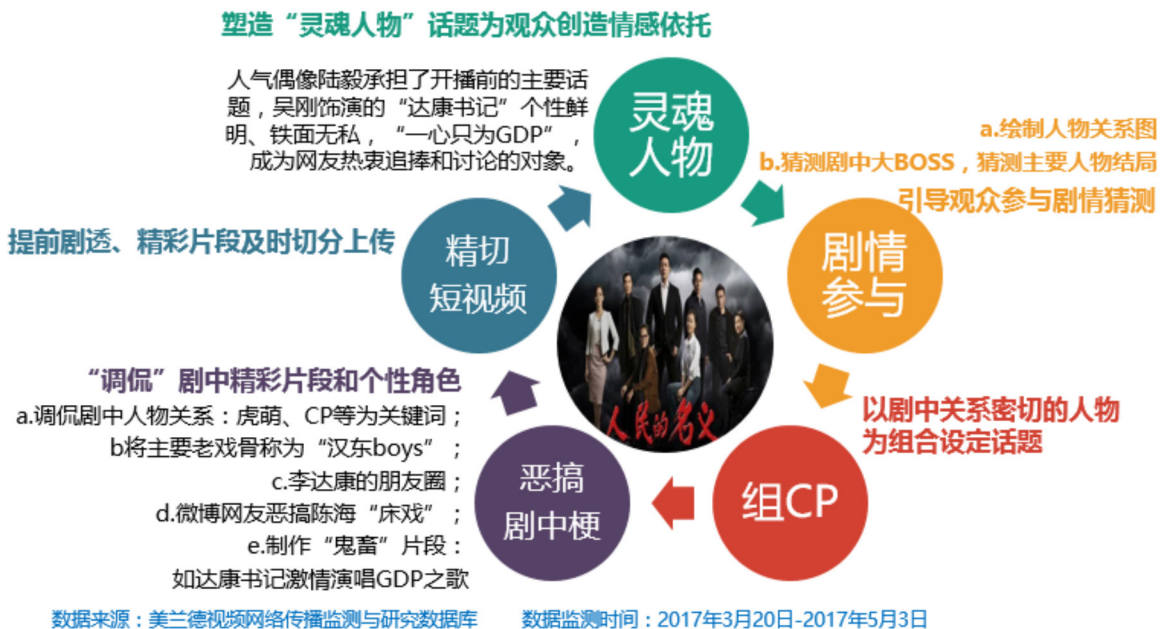 塑造“灵魂人物”话题为观众创造情感依托
人气偶像陆毅承担了开播前的主要话
题，吴刚饰演的“达康书记”个性鲜
明、铁面无私，“一心只为GDP”，
成为网友热衷追捧和讨论的对象。
灵魂
人物
a.绘制人物关系图
b.猜测剧中大BOSS，猜测主要人物结局
引导观众参与剧情猜测
剧情
参与
提前剧透、精彩片段及时切分上传
精切
短视频
人民的名义
以剧中关系密切的人物
为组合设定话题
组CP
“调侃”剧中精彩片段和个性角色
a.调侃剧中人物关系：虎萌、CP等为关键词；
b将主要老戏骨称为“汉东boys”；
c.李达康的朋友圈；
d.微博网友恶搞陈海“床戏”；
e.制作“鬼畜”片段：
如达康书记激情演唱GDP之歌
恶搞
剧中梗
数据来源：美兰德视频网络传播监测与研究数据库 数据监测时间：2017年3月20日-2017年5月3日